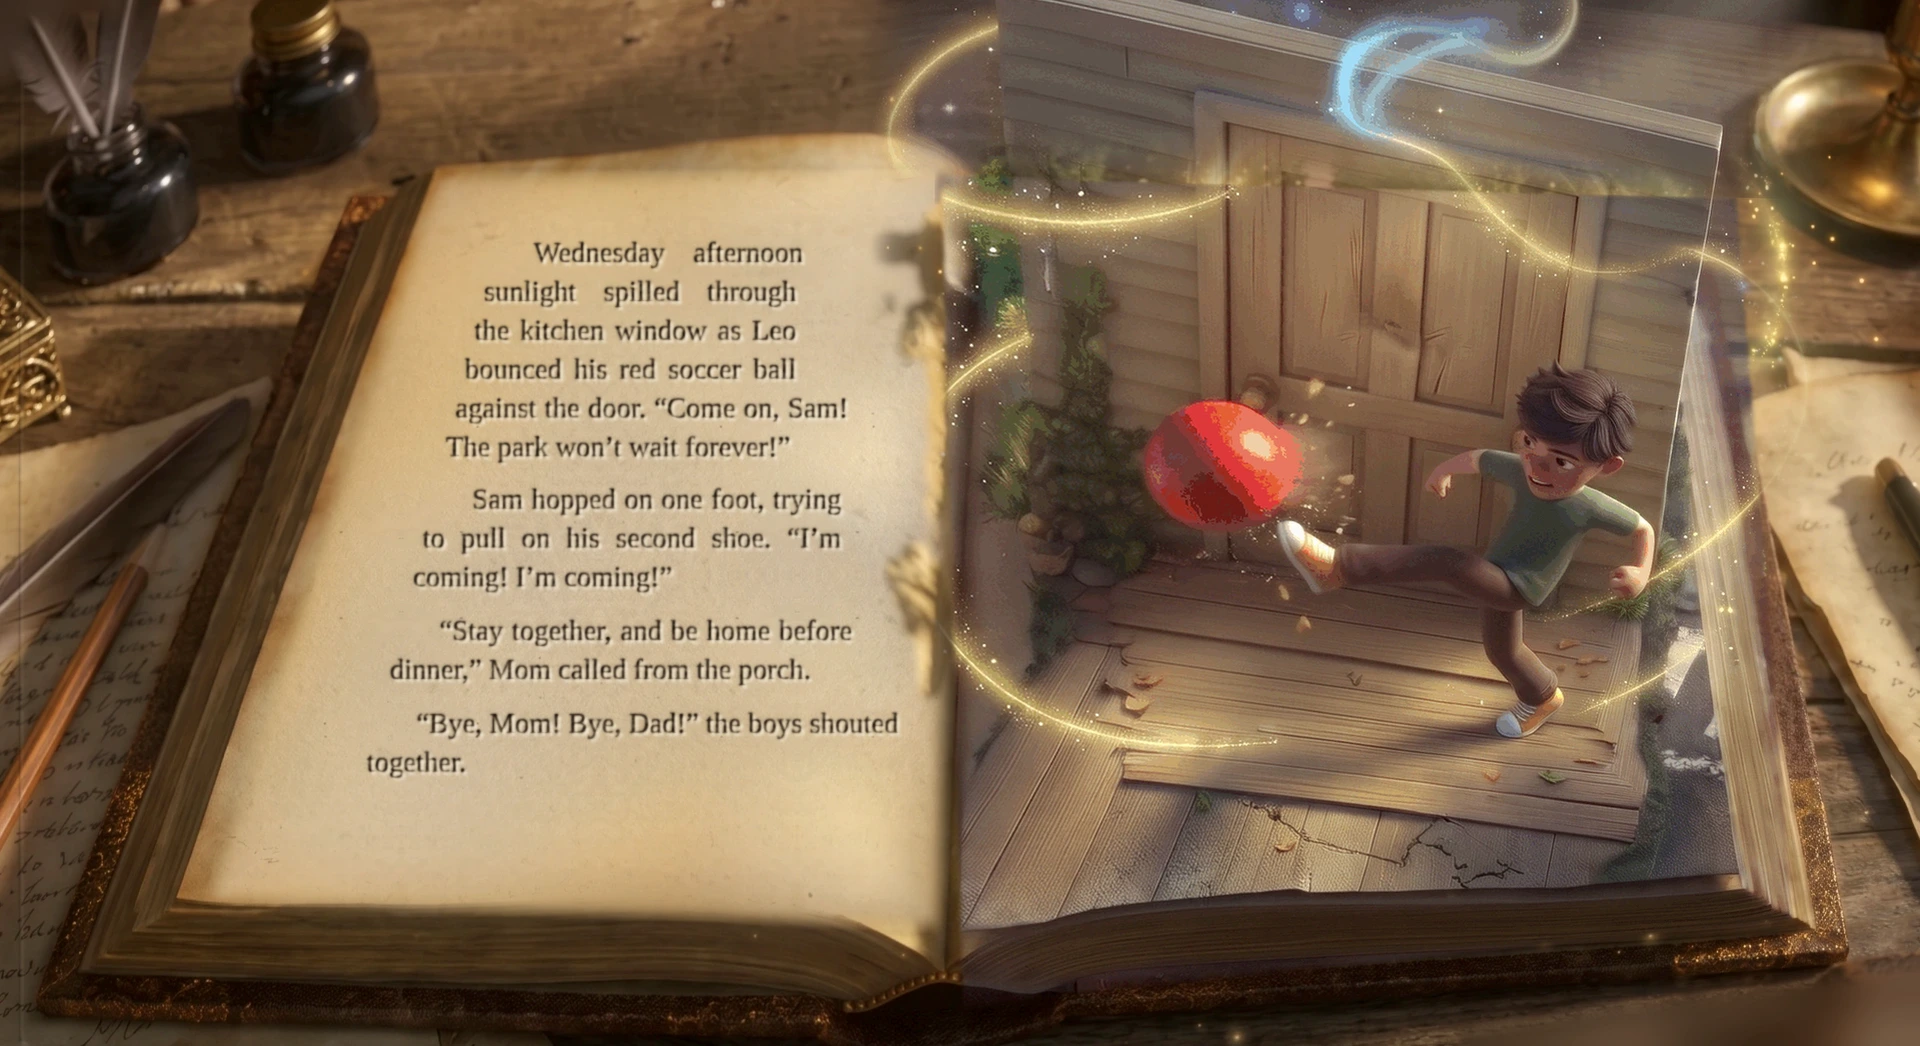 Wednesday afternoon
sunlight spilled through
the kitchen window as Leo
bounced his red soccer ball
against the door. “Come on, Sam!
The park won’t wait forever!”
Sam hopped on one foot, trying
to pull on his second shoe. “I’m
coming! I’m coming!”
“Stay together, and be home before
dinner,” Mom called from the porch.
“Bye, Mom! Bye, Dad!” the boys shouted
together.